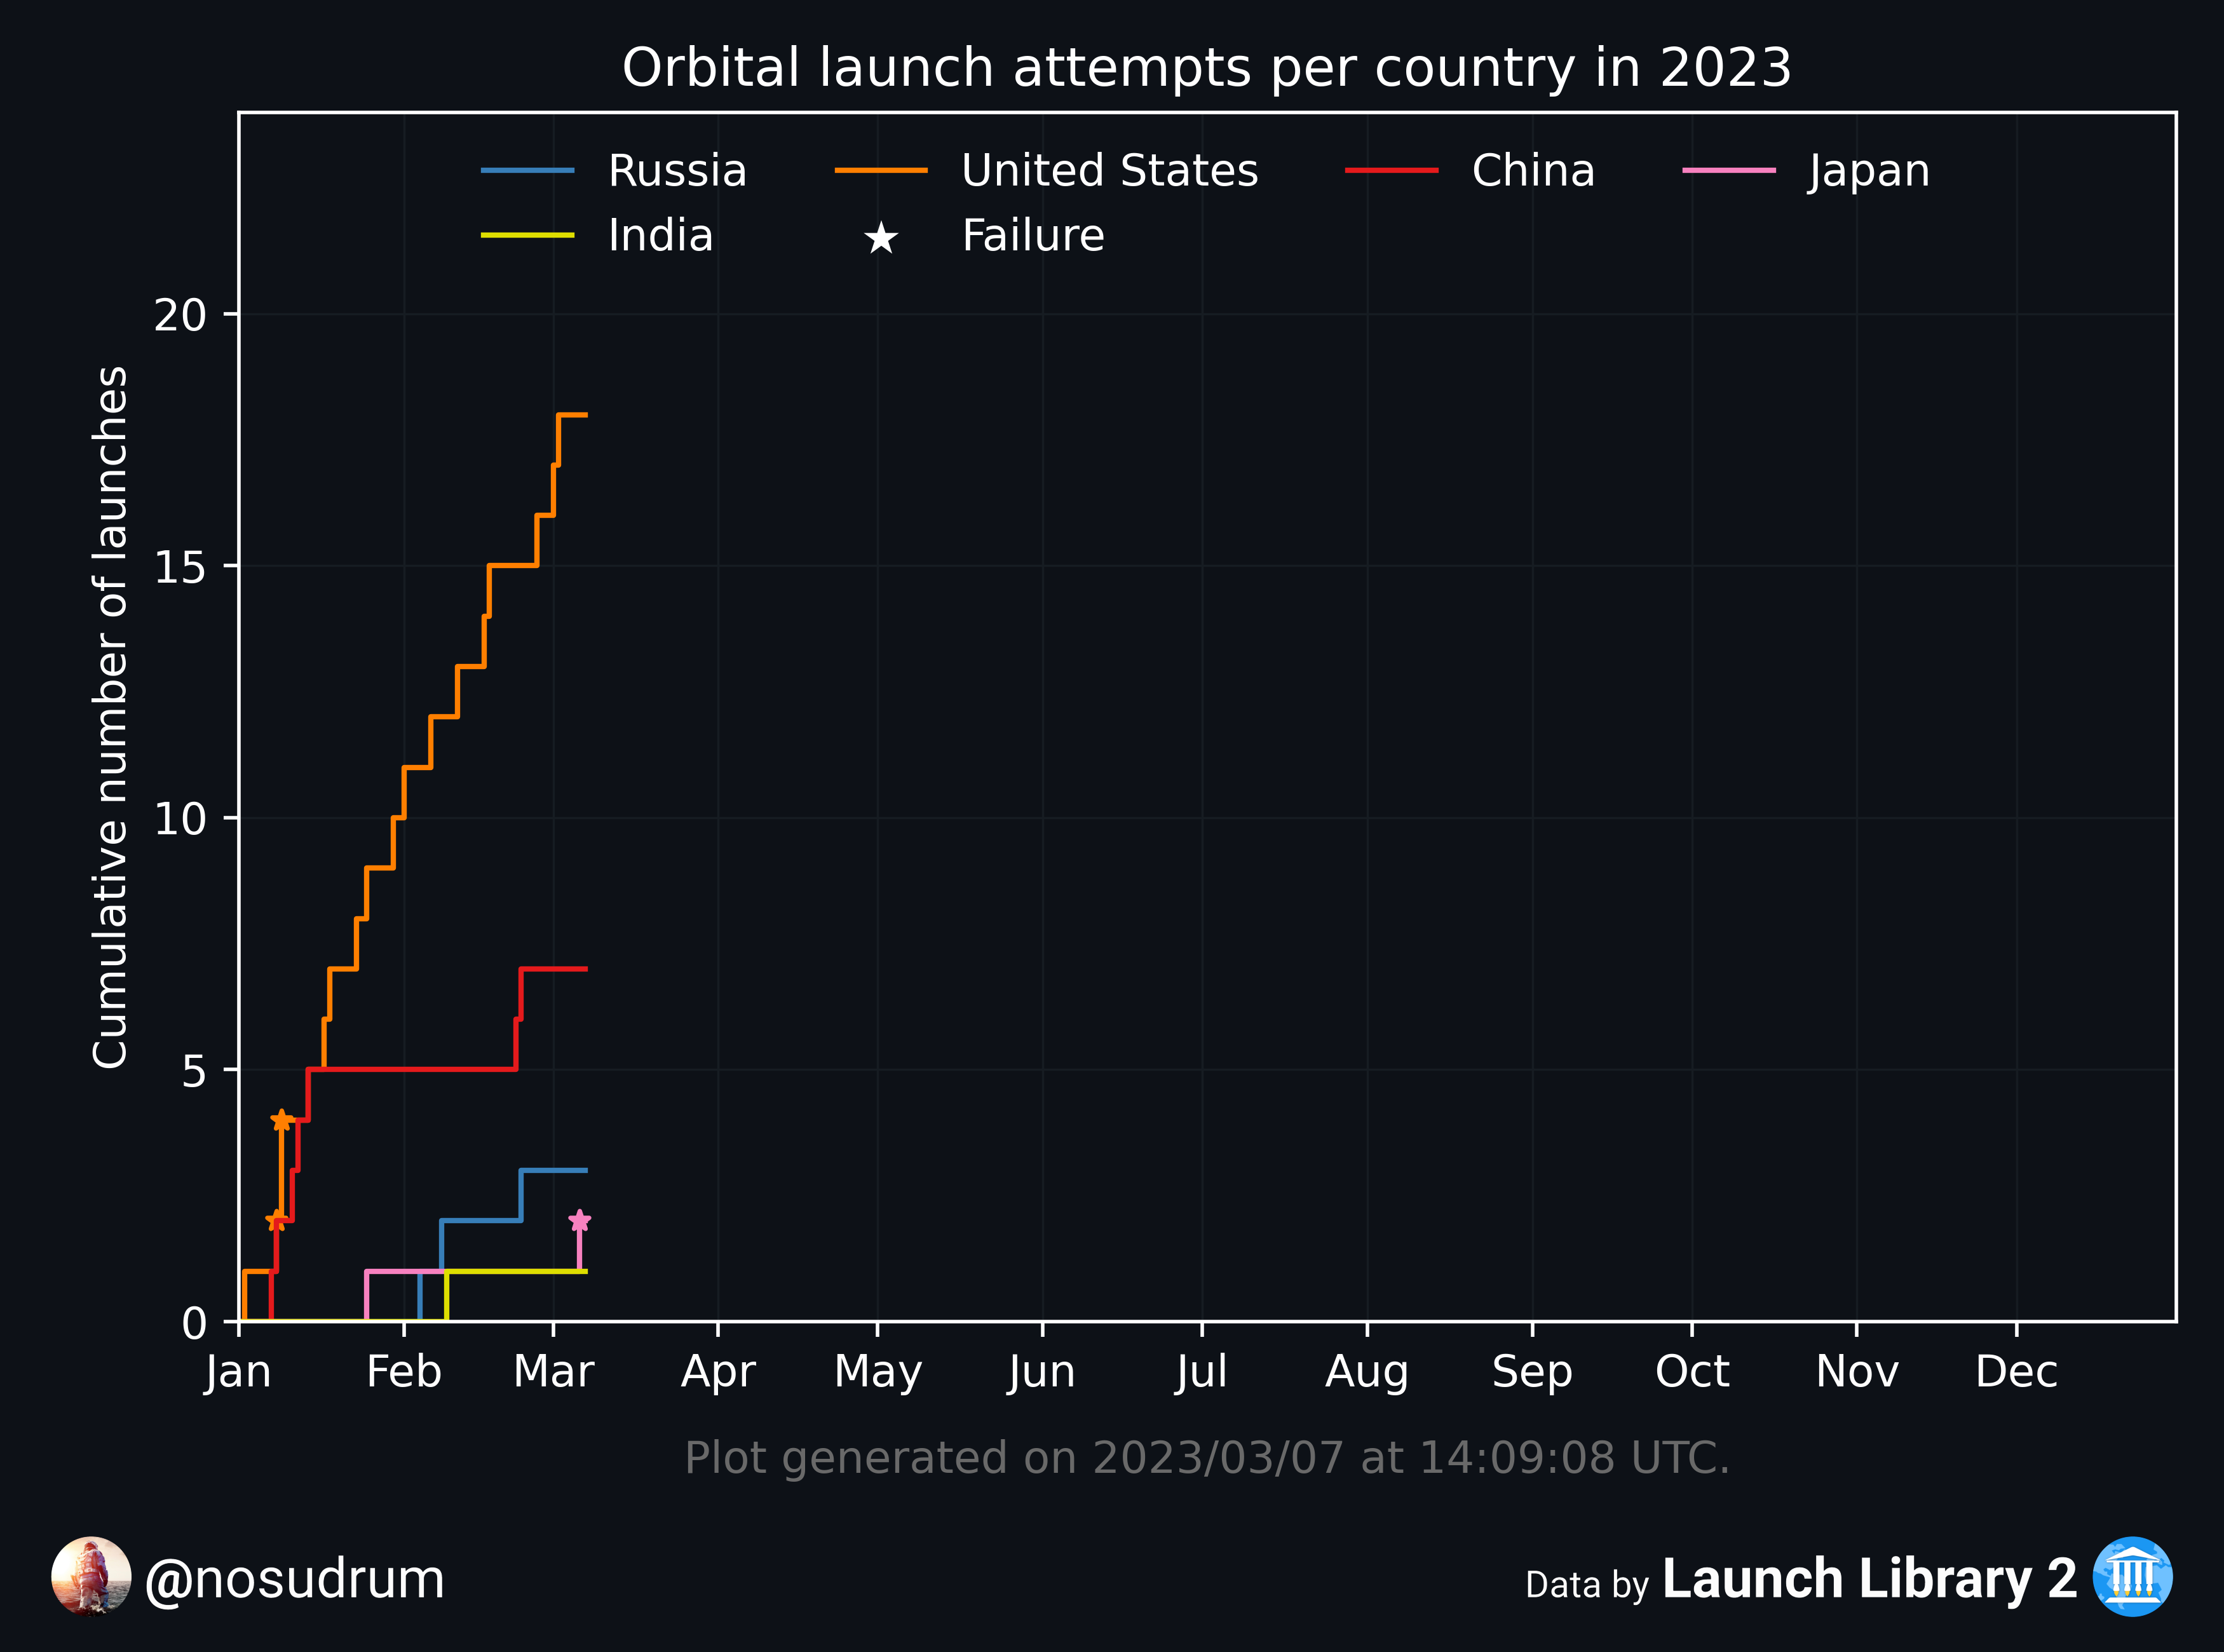 Orbital launch attempts per country in 2023
Russia United States China Japan
India Failure
Cumulative number of launches
20
15
10
5
0
Jan Feb Mar Apr May Jun Jul Aug Sep Oct Nov Dec
Plot generated on 2023/03/07 at 14:09:08 UTC.
@nosudrum
Data by Launch Library 2